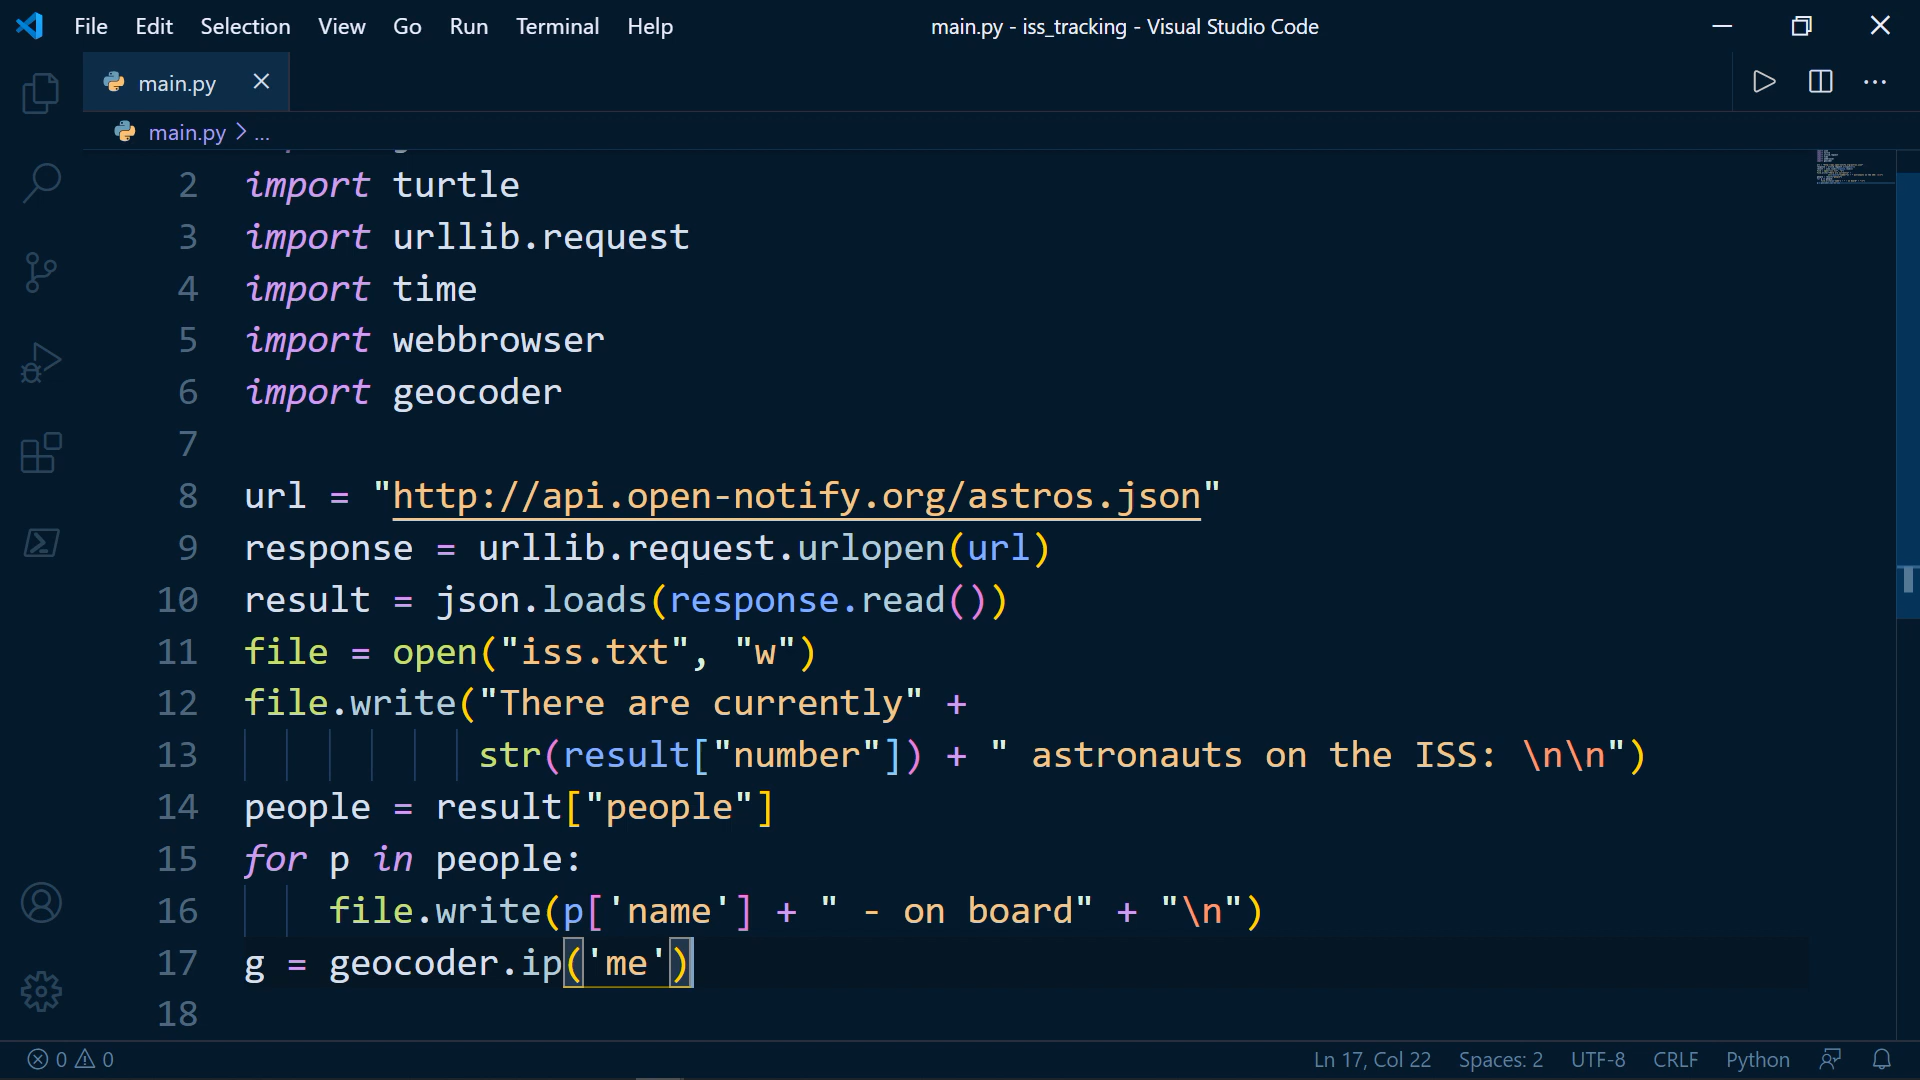 File Edit Selection View Go Run Terminal Help main.py - iss_tracking - Visual Studio Code
main.py
main.py > ...
2 import turtle
3 import urllib.request
4 import time
5 import webbrowser
6 import geocoder
7
8 url = "http://api.open-notify.org/astros.json"
9 response = urllib.request.urlopen(url)
10 result = json.loads(response.read())
11 file = open("iss.txt", "w")
12 file.write("There are currently" +
13 str(result["number"]) + " astronauts on the ISS: \n\n")
14 people = result["people"]
15 for p in people:
16 file.write(p['name'] + " - on board" + "\n")
17 g = geocoder.ip('me')
18
0 0 Ln 17, Col 22 Spaces: 2 UTF-8 CRLF Python